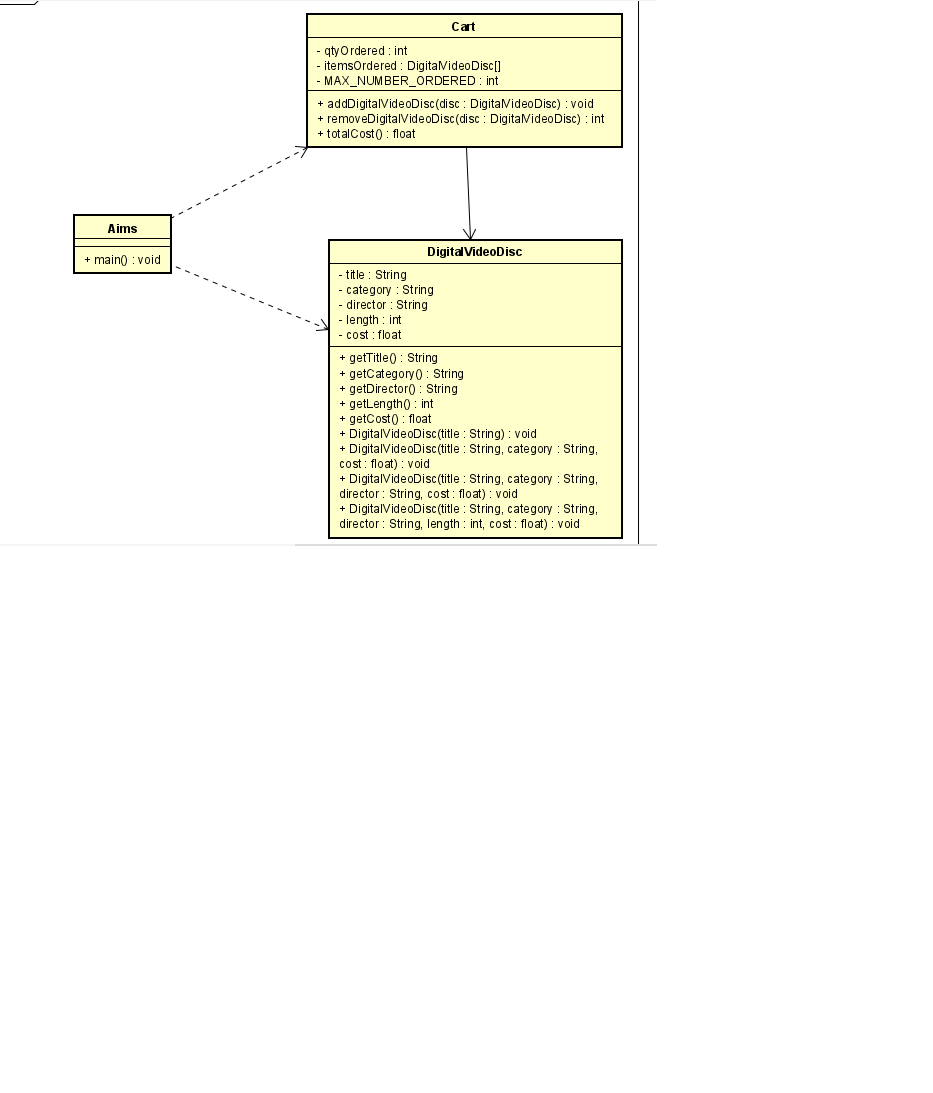 Cart
- qtyOrdered : int
- itemsOrdered : DigitalVideoDisc[]
- MAX_NUMBER_ORDERED : int
+ addDigitalVideoDisc(disc : DigitalVideoDisc) : void
+ removeDigitalVideoDisc(disc : DigitalVideoDisc) : int
+ totalCost() : float
Aims
+ main() : void
DigitalVideoDisc
- title : String
- category : String
- director : String
- length : int
- cost : float
+ getTitle() : String
+ getCategory() : String
+ getDirector() : String
+ getLength() : int
+ getCost() : float
+ DigitalVideoDisc(title : String) : void
+ DigitalVideoDisc(title : String, category : String,
cost : float) : void
+ DigitalVideoDisc(title : String, category : String,
director : String, cost : float) : void
+ DigitalVideoDisc(title : String, category : String,
director : String, length : int, cost : float) : void